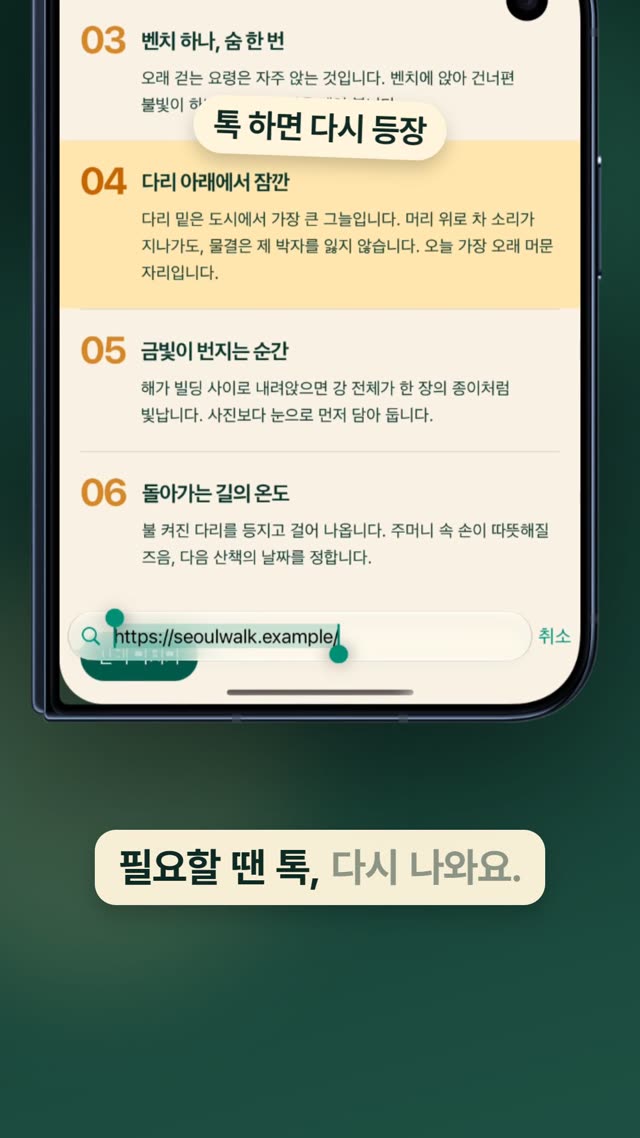 03 벤치 하나, 숨 한 번
오래 걷는 요령은 자주 앉는 것입니다. 벤치에 앉아 건너편
불빛이
톡 하면 다시 등장
04 다리 아래에서 잠깐
다리 밑은 도시에서 가장 큰 그늘입니다. 머리 위로 차 소리가
지나가도, 물결은 제 박자를 잃지 않습니다. 오늘 가장 오래 머문
자리입니다.
05 금빛이 번지는 순간
해가 빌딩 사이로 내려앉으면 강 전체가 한 장의 종이처럼
빛납니다. 사진보다 눈으로 먼저 담아 둡니다.
06 돌아가는 길의 온도
불 켜진 다리를 등지고 걸어 나옵니다. 주머니 속 손이 따뜻해질
즈음, 다음 산책의 날짜를 정합니다.
https://seoulwalk.example/ 취소
필요할 땐 톡, 다시 나와요.